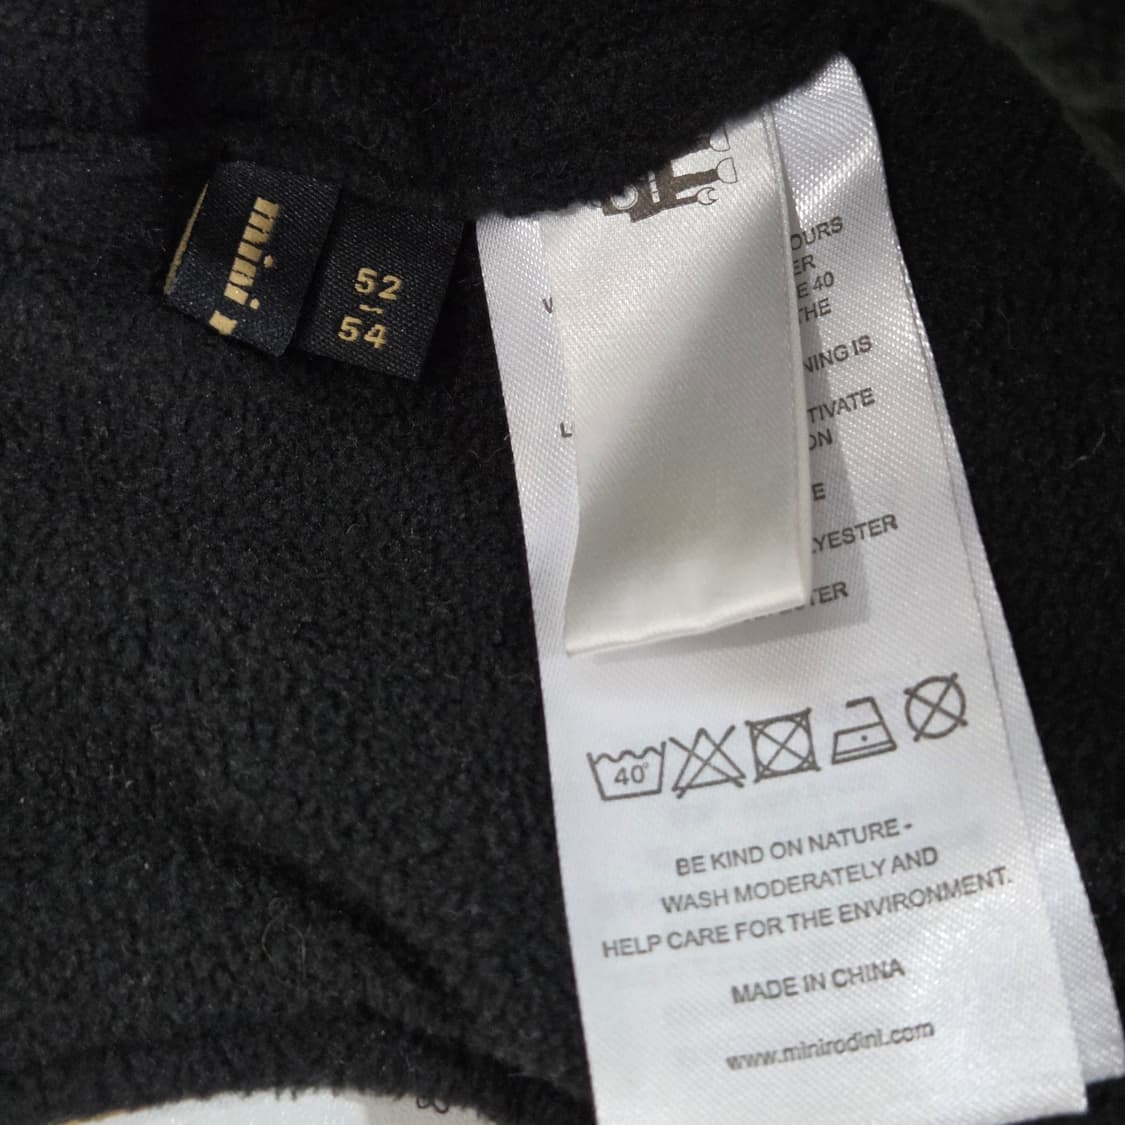 mini
52
~
54
OURS
ER
E 40
THE
NING IS
TIVATE
ON
E
LYESTER
TER
40°
BE KIND ON NATURE -
WASH MODERATELY AND
HELP CARE FOR THE ENVIRONMENT.
MADE IN CHINA
www.minirodini.com